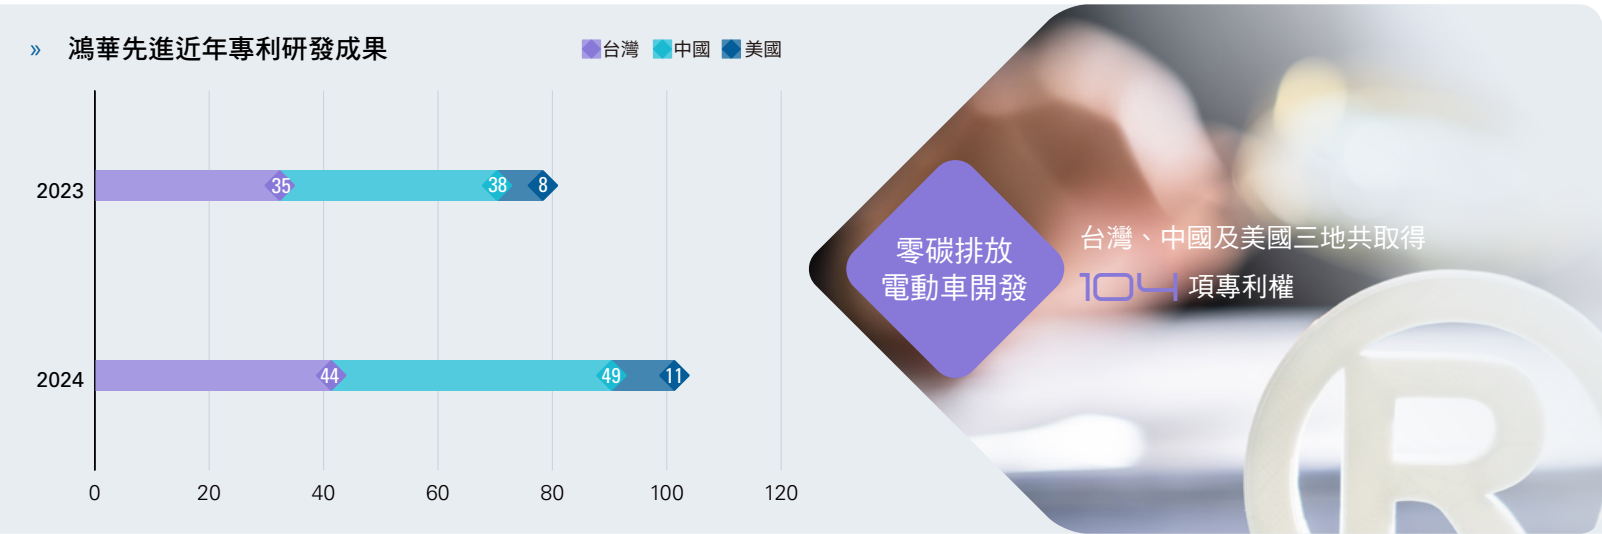 » 鴻華先進近年專利研發成果
台灣 中國 美國
2023 35 38 8
2024 44 49 11
0 20 40 60 80 100 120
零碳排放
電動車開發
台灣、中國及美國三地共取得
104 項專利權
R